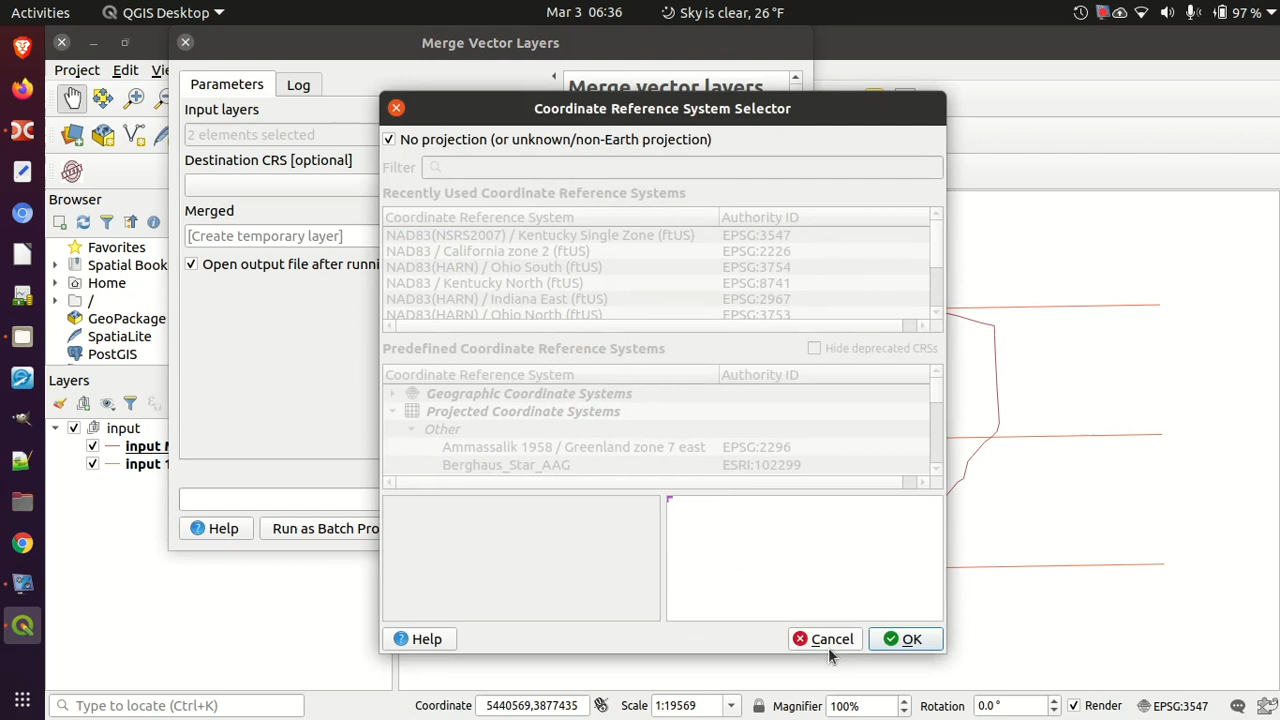 Activities
QGIS Desktop
Mar 3 06:36
Sky is clear, 26 °F
97 %
Merge Vector Layers
Project Edit
Parameters
Log
Merge vector layers
Input layers
2 elements selected
Destination CRS [optional]
Merged
[Create temporary layer]
Open output file after runni
Coordinate Reference System Selector
No projection (or unknown/non-Earth projection)
Filter
Recently Used Coordinate Reference Systems
Coordinate Reference System Authority ID
NAD83(NSRS2007) / Kentucky Single Zone (ftUS) EPSG:3547
NAD83 / California zone 2 (ftUS) EPSG:2226
NAD83(HARN) / Ohio South (ftUS) EPSG:3754
NAD83 / Kentucky North (ftUS) EPSG:8741
NAD83(HARN) / Indiana East (ftUS) EPSG:2967
NAD83(HARN) / Ohio North (ftUS) EPSG:3753
Predefined Coordinate Reference Systems
Hide deprecated CRSs
Coordinate Reference System Authority ID
Geographic Coordinate Systems
Projected Coordinate Systems
Other
Ammassalik 1958 / Greenland zone 7 east EPSG:2296
Berghaus_Star_AAG ESRI:102299
Help
Cancel
OK
Browser
Favorites
Spatial Book
Home
/
GeoPackage
SpatiaLite
PostGIS
Layers
input
input
input 1
Help
Run as Batch Pro
Type to locate (Ctrl+K)
Coordinate 5440569,3877435
Scale 1:19569
Magnifier 100%
Rotation 0.0 °
Render
EPSG:3547